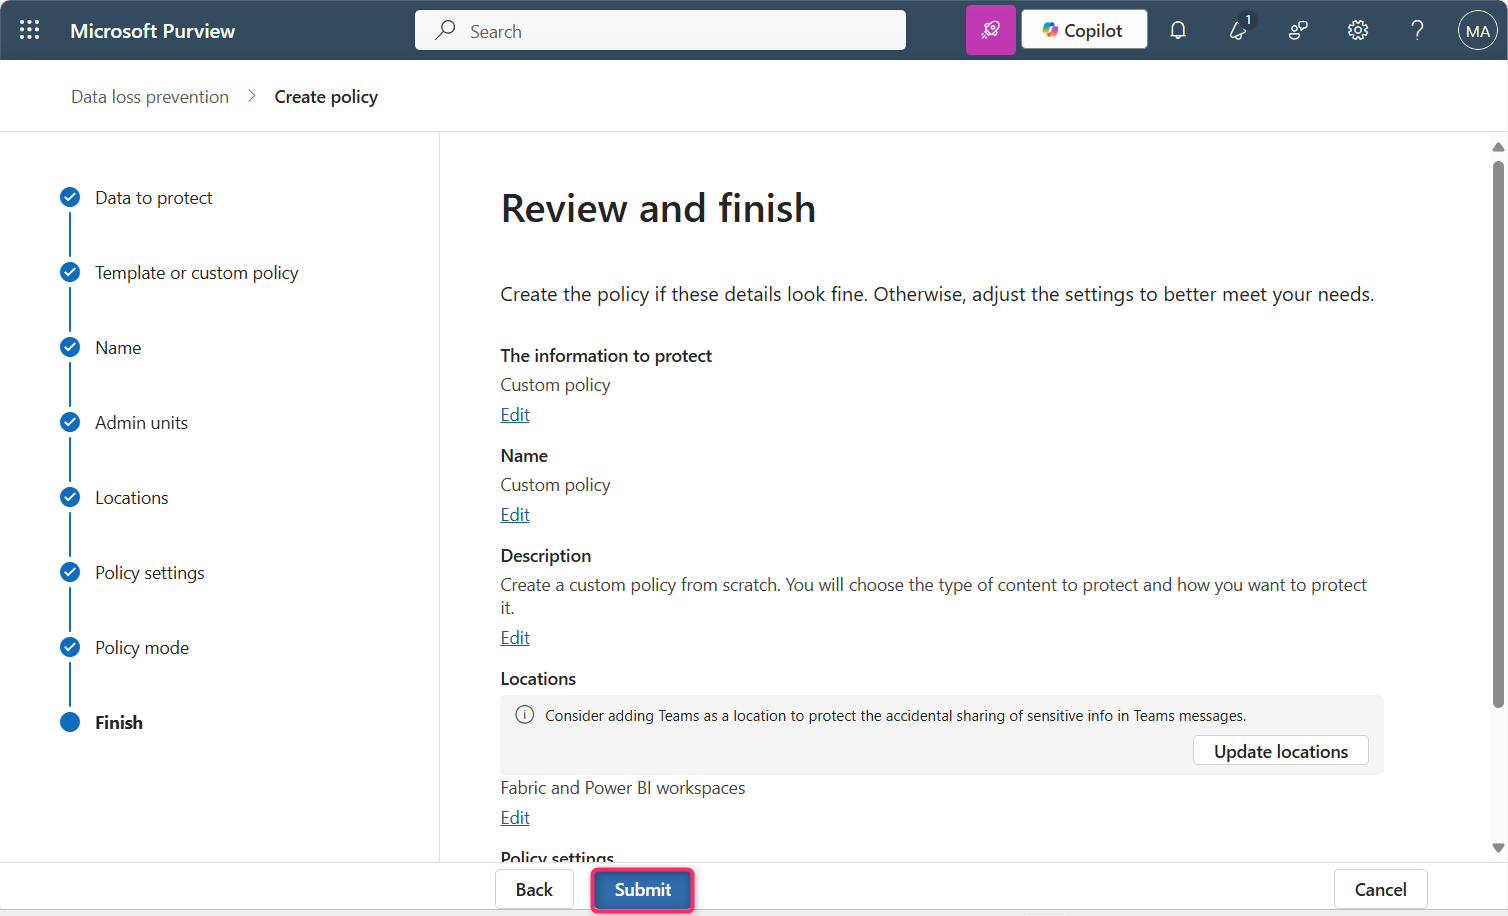 Microsoft Purview
Search
Copilot
1
MA
Data loss prevention
Create policy
Data to protect
Template or custom policy
Name
Admin units
Locations
Policy settings
Policy mode
Finish
Review and finish
Create the policy if these details look fine. Otherwise, adjust the settings to better meet your needs.
The information to protect
Custom policy
Edit
Name
Custom policy
Edit
Description
Create a custom policy from scratch. You will choose the type of content to protect and how you want to protect
it.
Edit
Locations
Consider adding Teams as a location to protect the accidental sharing of sensitive info in Teams messages.
Update locations
Fabric and Power BI workspaces
Edit
Policy settings
Back
Submit
Cancel